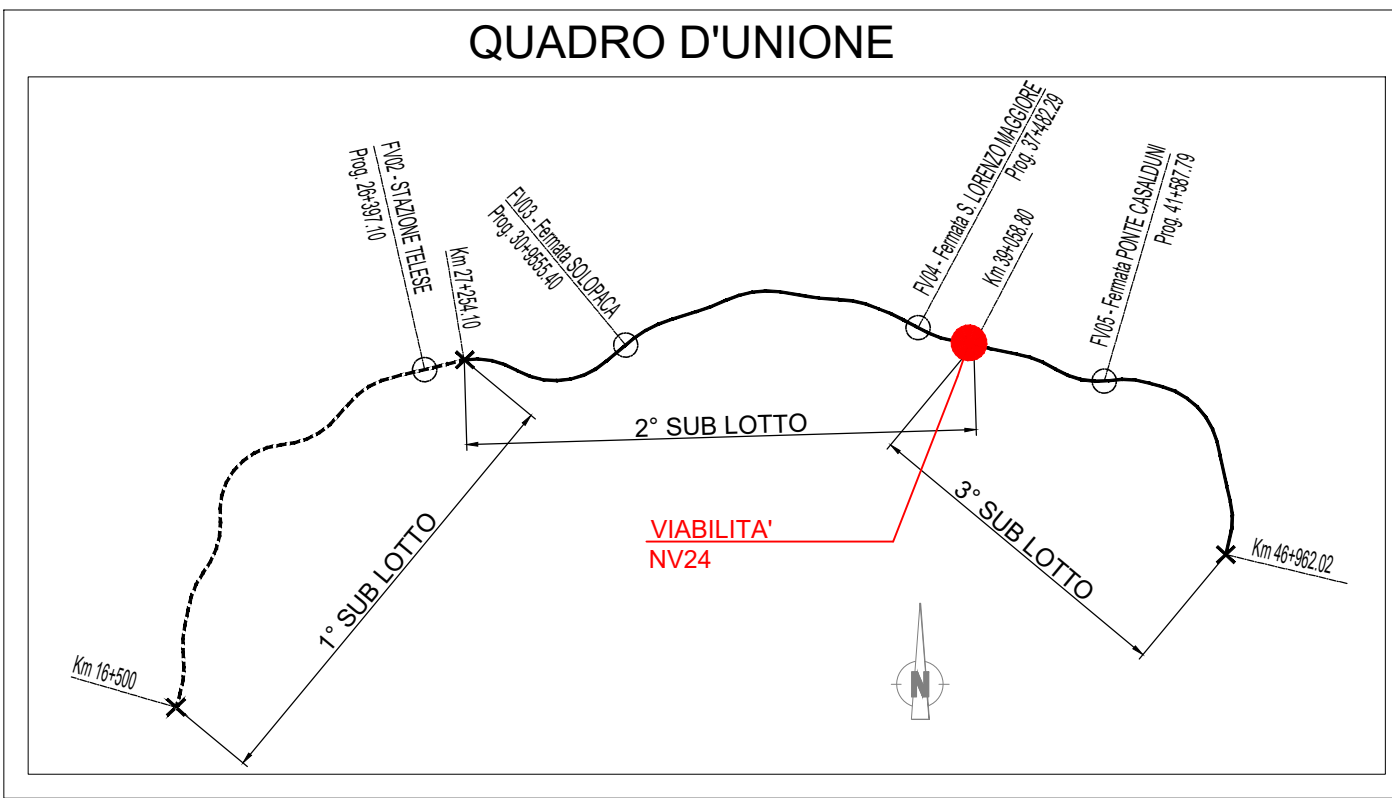 QUADRO D'UNIONE
FV02 - STAZIONE TELESE
Prog. 26+397.10
Km 27+254.10
FV03 - Fermata SOLOPACA
Prog. 30+9555.40
FV04 - Fermata S. LORENZO MAGGIORE
Prog. 37+482.29
Km 39+058.80
FV05 - Fermata PONTE CASALDUNI
Prog. 41+587.79
2° SUB LOTTO
1° SUB LOTTO
3° SUB LOTTO
VIABILITA'
NV24
Km 46+962.02
Km 16+500
N